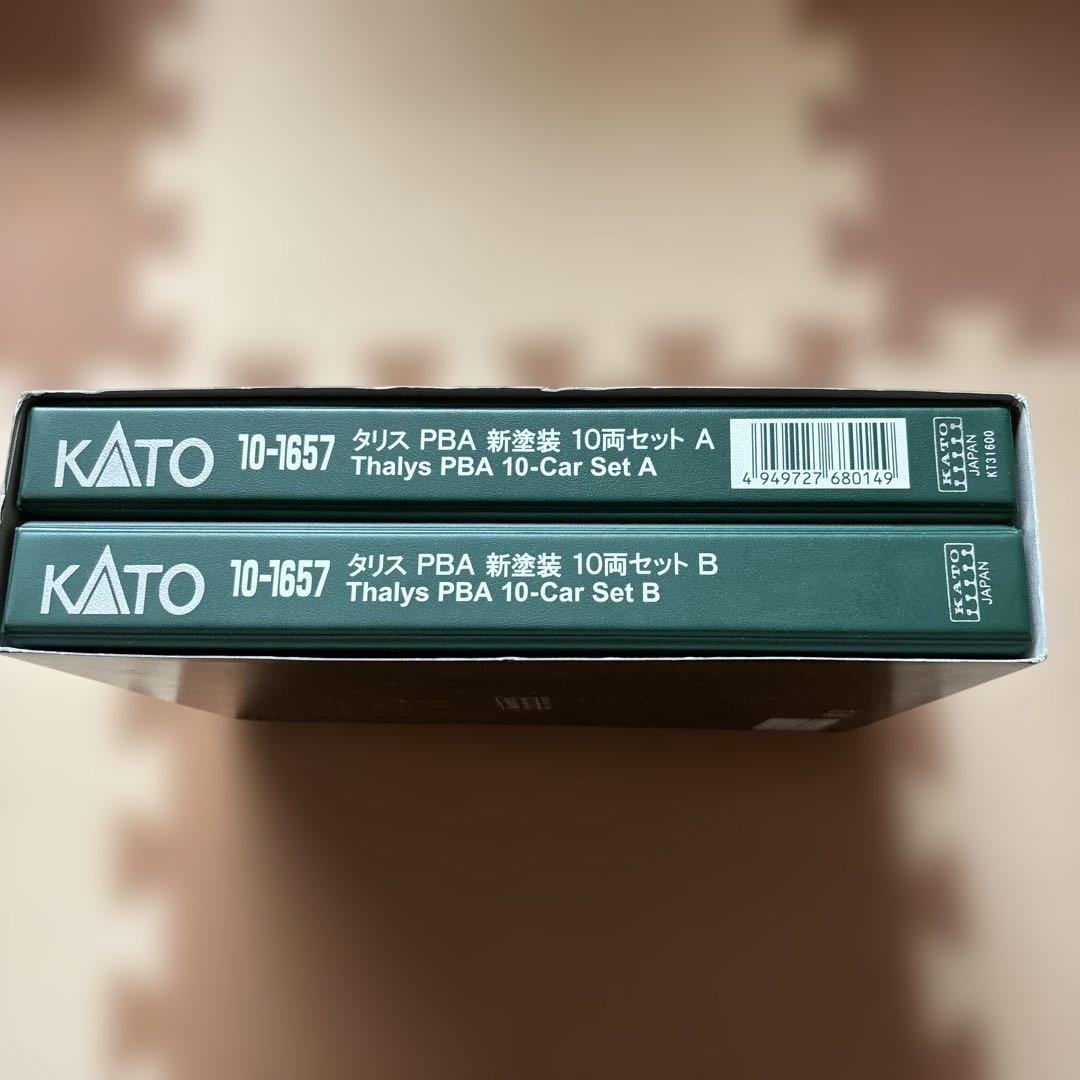 KATO 10-1657 タリス PBA 新塗装 10両セット A
Thalys PBA 10-Car Set A
4 949727 680149
KATO
JAPAN
KT31600
KATO 10-1657 タリス PBA 新塗装 10両セット B
Thalys PBA 10-Car Set B
KATO
JAPAN